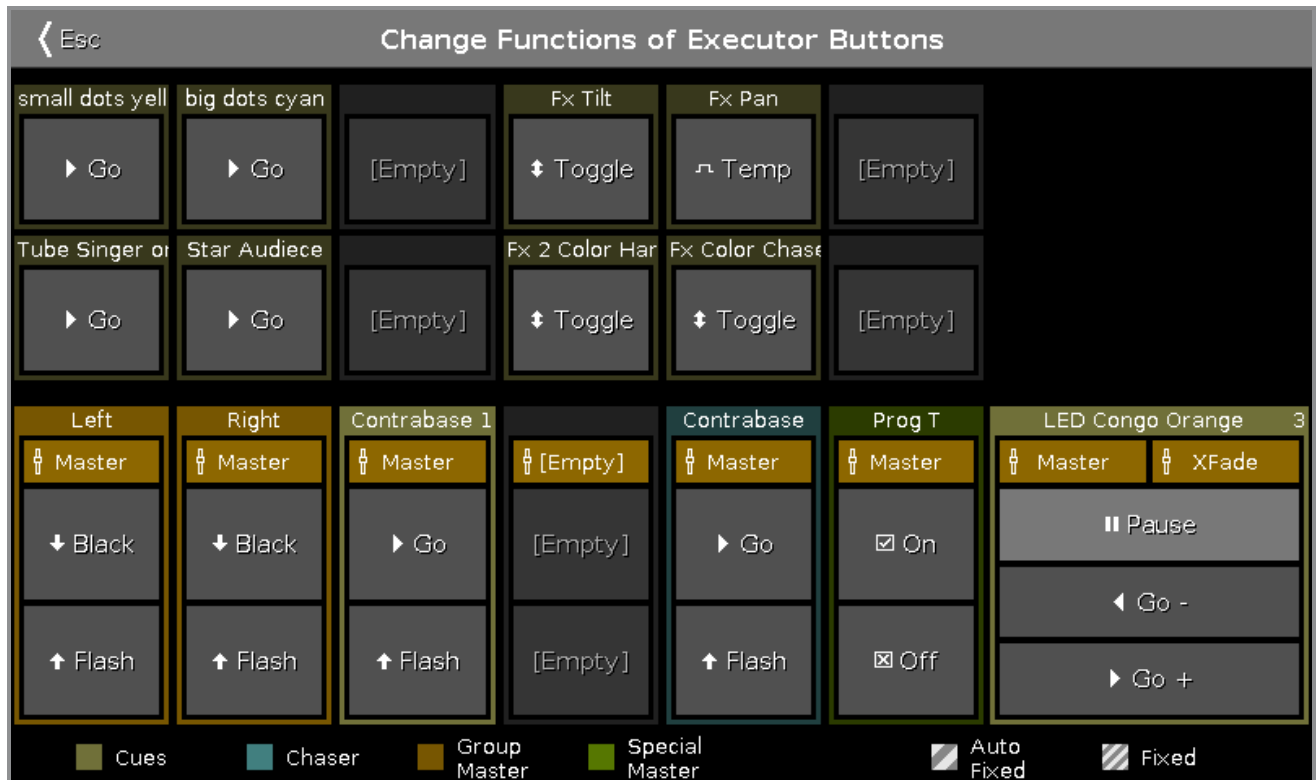 Esc
Change Functions of Executor Buttons
small dots yell big dots cyan Fx Tilt Fx Pan
Go Go [Empty] Toggle Temp [Empty]
Tube Singer or Star Audiece Fx 2 Color Har Fx Color Chase
Go Go [Empty] Toggle Toggle [Empty]
Left Right Contrabase 1 Contrabase Prog T LED Congo Orange 3
Master Master Master [Empty] Master Master Master XFade
Black Black Go [Empty] Go On Pause
Go -
Flash Flash Flash [Empty] Flash Off Go +
Cues Chaser Group Master Special Master Auto Fixed Fixed